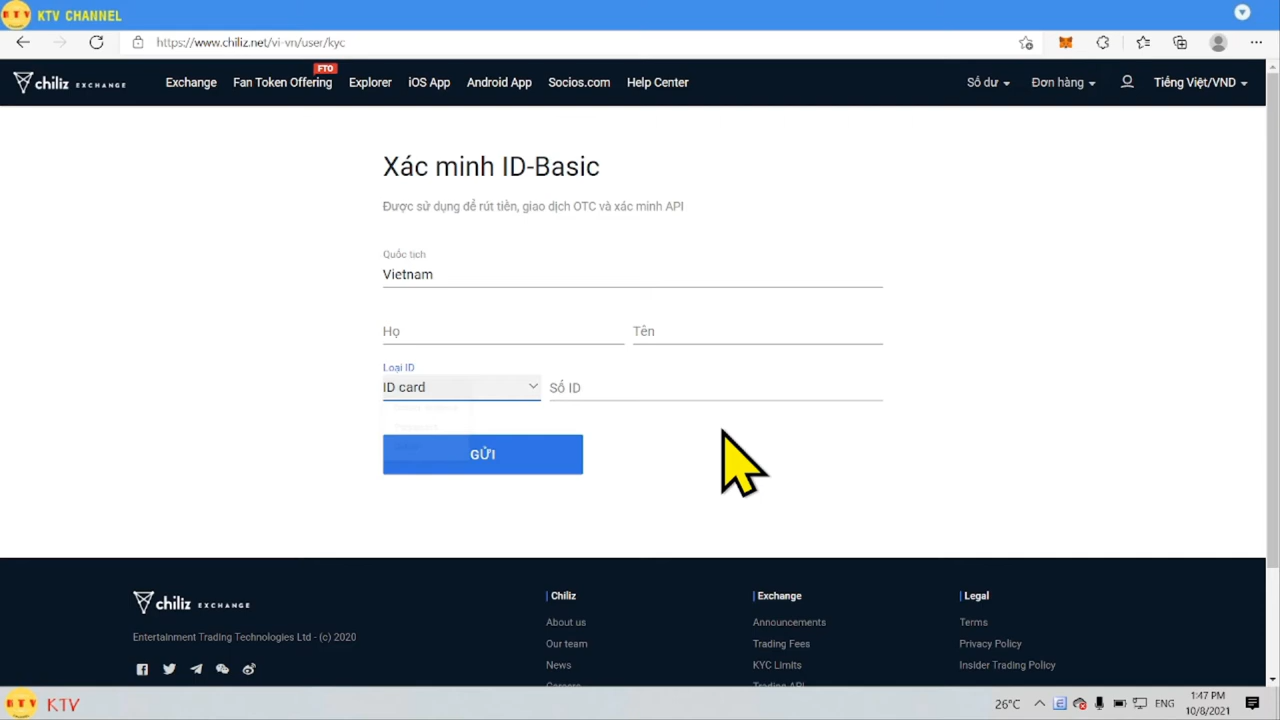 KTV CHANNEL
https://www.chiliz.net/vi-vn/user/kyc
chiliz EXCHANGE
Exchange
Fan Token Offering
FTO
Explorer
iOS App
Android App
Socios.com
Help Center
Số dư
Đơn hàng
Tiếng Việt/VND
Xác minh ID-Basic
Được sử dụng để rút tiền, giao dịch OTC và xác minh API
Quốc tịch
Vietnam
Họ
Tên
Loại ID
ID card
Số ID
GỬI
chiliz EXCHANGE
Entertainment Trading Technologies Ltd - (c) 2020
Chiliz
About us
Our team
News
Careers
Exchange
Announcements
Trading Fees
KYC Limits
Trading API
Legal
Terms
Privacy Policy
Insider Trading Policy
KTV
KTV
26°C
ENG
1:47 PM
10/8/2021